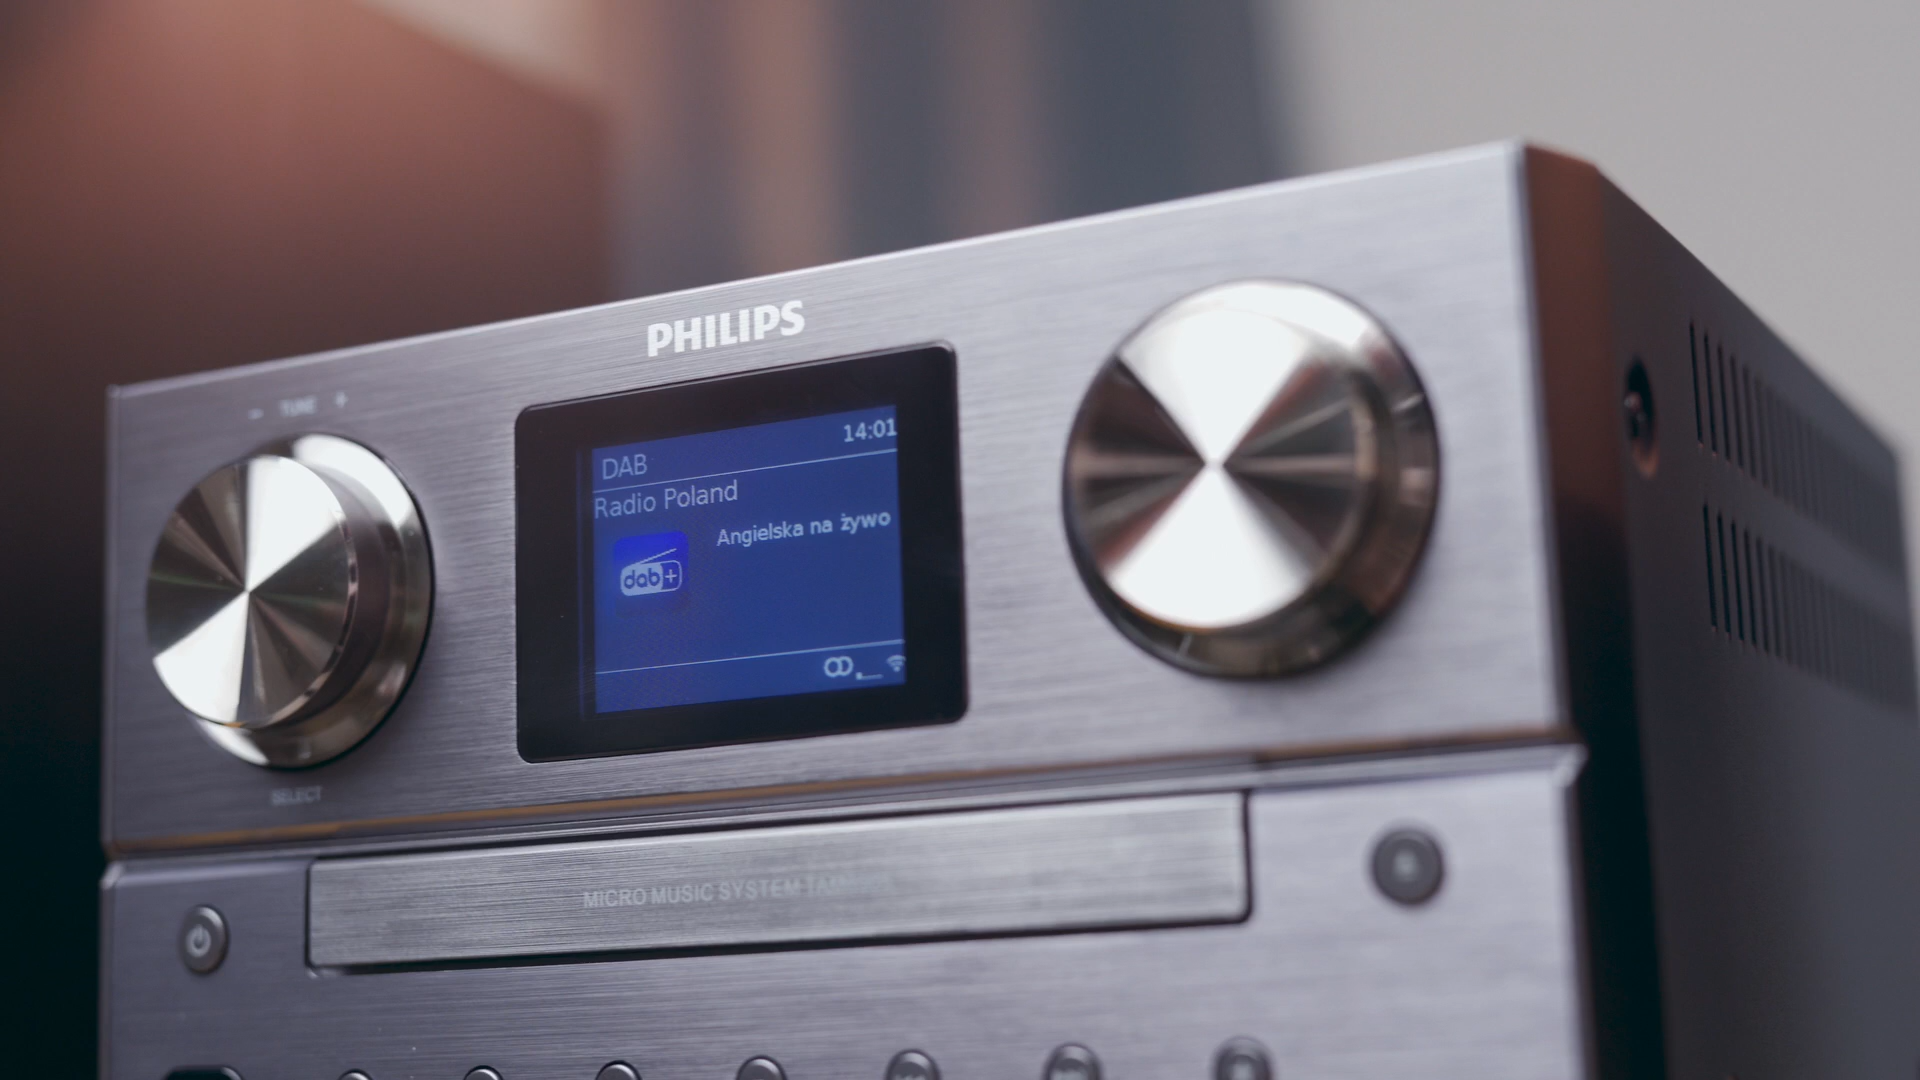 PHILIPS
- TUNE +
14:01
DAB
Radio Poland
Angielska na żywo
dab+
SELECT
MICRO MUSIC SYSTEM